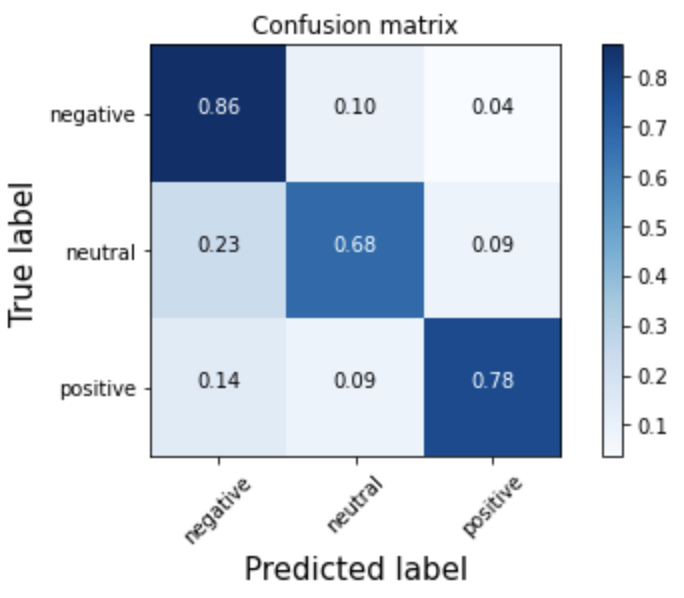 Confusion matrix
True label
negative 0.86 0.10 0.04
neutral 0.23 0.68 0.09
positive 0.14 0.09 0.78
negative neutral positive
Predicted label
0.8
0.7
0.6
0.5
0.4
0.3
0.2
0.1